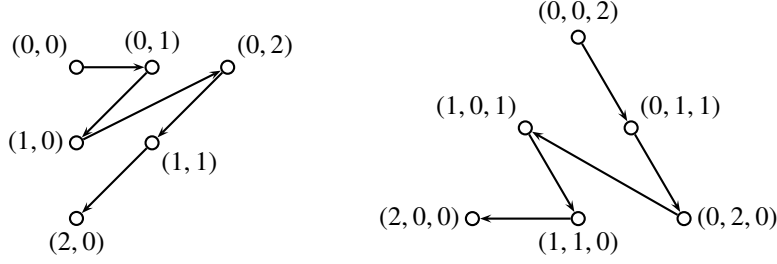 (0, 0) (0, 1) (0, 2)
(1, 0) (1, 1)
(2, 0)
(0, 0, 2)
(1, 0, 1) (0, 1, 1)
(2, 0, 0) (1, 1, 0) (0, 2, 0)